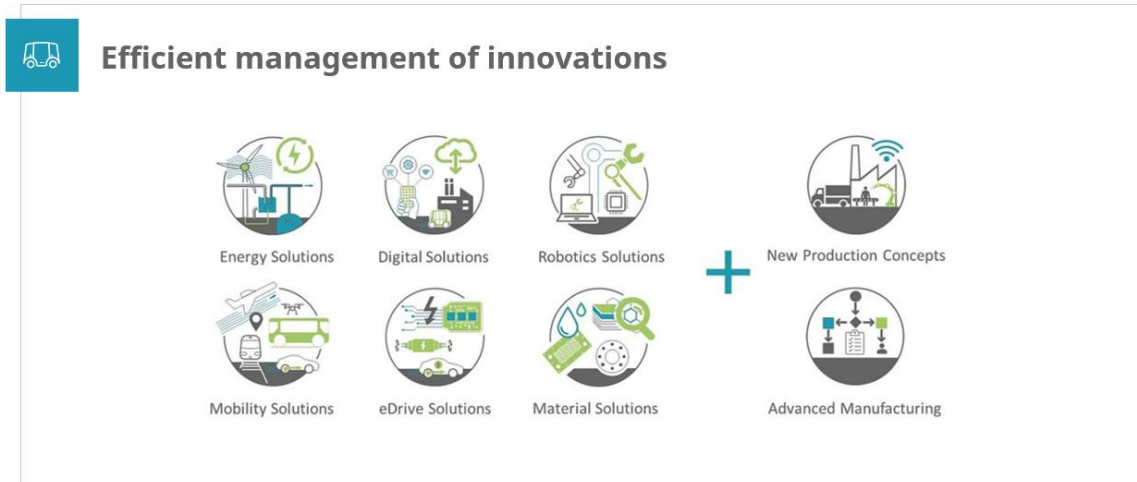 Efficient management of innovations
Energy Solutions
Digital Solutions
Robotics Solutions
New Production Concepts
Mobility Solutions
eDrive Solutions
Material Solutions
Advanced Manufacturing